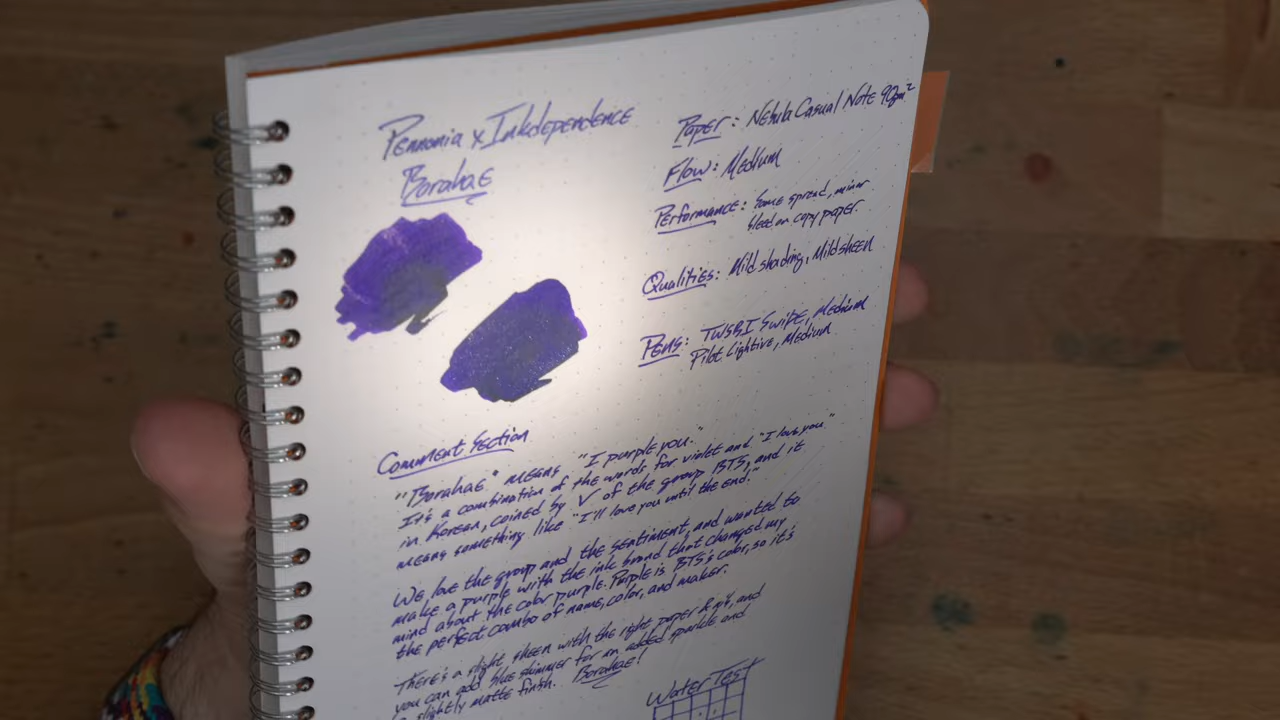 Pennonia x Inkdependence
Borahae
Paper: Nebula Casual Note 90gm²
Flow: Medium
Performance: Some spread, minor
bleed on copy paper.
Qualities: Mild shading, Mild sheen
Pens: TWSBI Swipe, Medium
Pilot Lightive, Medium
Comment Section
"Borahae" means "I purple you."
It's a combination of the words for violet and "I love you"
in Korean, coined by V of the group BTS, and it
means something like "I'll love you until the end."
We love the group and the sentiment, and wanted to
make a purple with the ink brand that changed my
mind about the color purple. Purple is BTS's color, so it's
the perfect combo of name, color, and maker.
There's a slight sheen with the right paper & nib, and
you can add blue shimmer for an added sparkle and
a slightly matte finish. Borahae!
Water Test